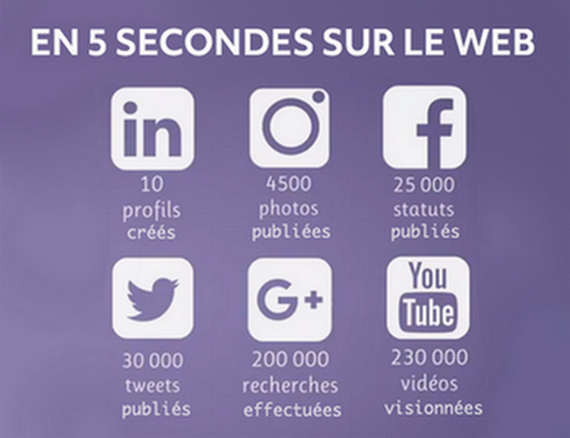 EN 5 SECONDES SUR LE WEB
in
10
profils
créés
4500
photos
publiées
f
25 000
statuts
publiés
30 000
tweets
publiés
G+
200 000
recherches
effectuées
You
Tube
230 000
vidéos
visionnées